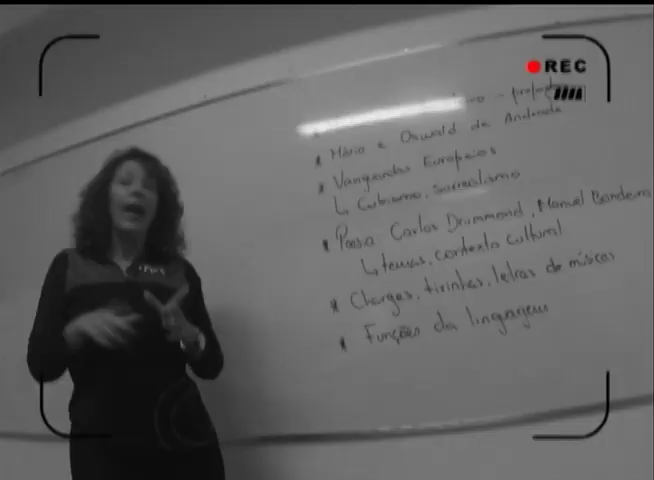 REC
* Mário e Oswald de Andrade
* Vanguardas Europeias
↳ Cubismo, surrealismo
* Poesia Carlos Drummond, Manuel Bandeira
↳ temas, contexto cultural
* Charges, tirinhas, letras de músicas
* Funções da linguagem